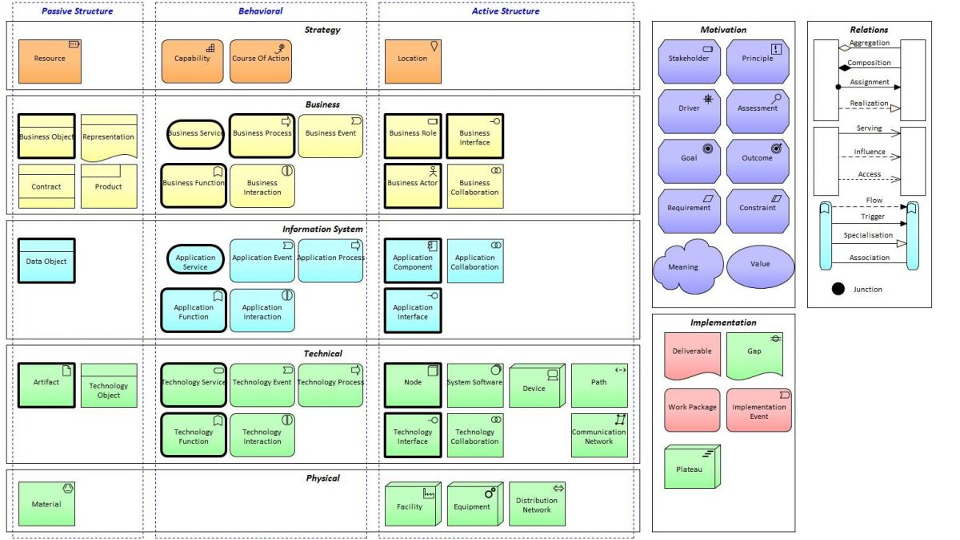 Passive Structure
Behavioral
Active Structure
Strategy
Resource
Capability
Course Of Action
Location
Business
Business Object
Representation
Business Service
Business Process
Business Event
Business Role
Business
Interface
Contract
Product
Business Function
Business
Interaction
Business Actor
Business
Collaboration
Information System
Data Object
Application
Service
Application Event
Application Process
Application
Component
Application
Collaboration
Application
Function
Application
Interaction
Application
Interface
Technical
Artifact
Technology
Object
Technology Service
Technology Event
Technology Process
Node
System Software
Device
Path
Technology
Function
Technology
Interaction
Technology
Interface
Technology
Collaboration
Communication
Network
Physical
Material
Facility
Equipment
Distribution
Network
Motivation
Stakeholder
Principle
Driver
Assessment
Goal
Outcome
Requirement
Constraint
Meaning
Value
Implementation
Deliverable
Gap
Work Package
Implementation
Event
Plateau
Relations
Aggregation
Composition
Assignment
Realization
Serving
Influence
Access
Flow
Trigger
Specialisation
Association
Junction